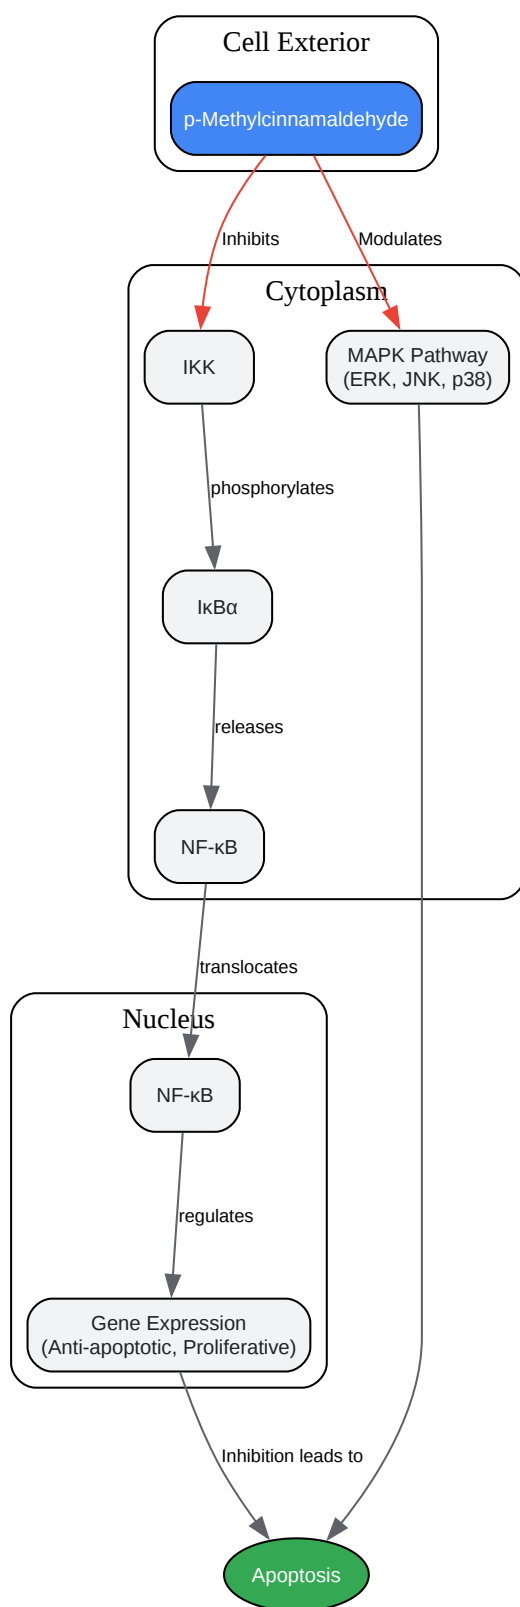 Cell Exterior
p-Methylcinnamaldehyde
Inhibits
Modulates
Cytoplasm
IKK
MAPK Pathway
(ERK, JNK, p38)
phosphorylates
IκBα
releases
NF-κB
translocates
Nucleus
NF-κB
regulates
Gene Expression
(Anti-apoptotic, Proliferative)
Inhibition leads to
Apoptosis